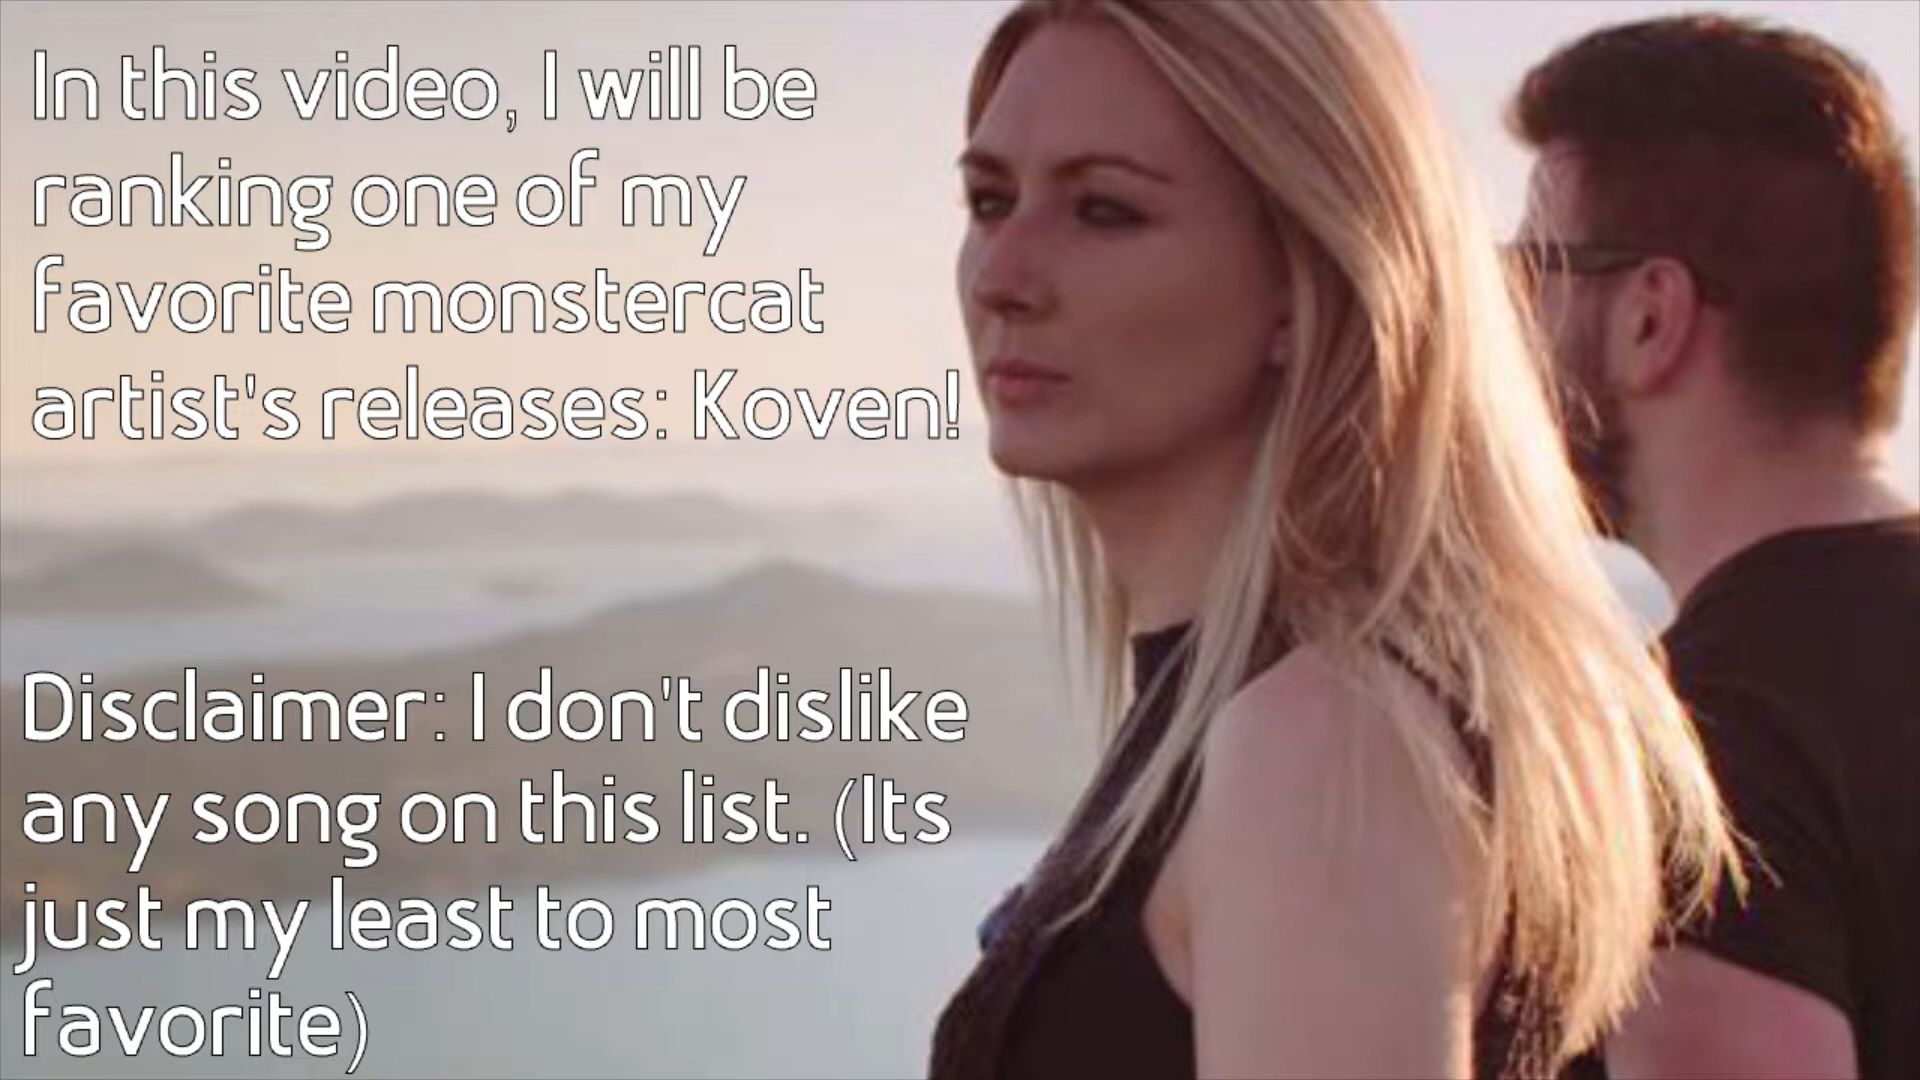 In this video, I will be
ranking one of my
favorite monstercat
artist's releases: Koven!
Disclaimer: I don't dislike
any song on this list. (Its
just my least to most
favorite)